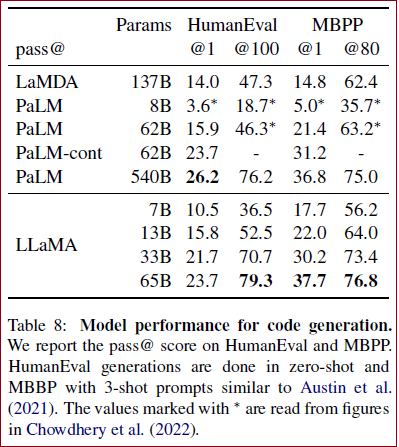 Params HumanEval MBPP
pass@ @1 @100 @1 @80
LaMDA 137B 14.0 47.3 14.8 62.4
PaLM 8B 3.6* 18.7* 5.0* 35.7*
PaLM 62B 15.9 46.3* 21.4 63.2*
PaLM-cont 62B 23.7 - 31.2 -
PaLM 540B 26.2 76.2 36.8 75.0
LLaMA
7B 10.5 36.5 17.7 56.2
13B 15.8 52.5 22.0 64.0
33B 21.7 70.7 30.2 73.4
65B 23.7 79.3 37.7 76.8
Table 8: Model performance for code generation.
We report the pass@ score on HumanEval and MBPP.
HumanEval generations are done in zero-shot and
MBBP with 3-shot prompts similar to Austin et al.
(2021). The values marked with * are read from figures
in Chowdhery et al. (2022).